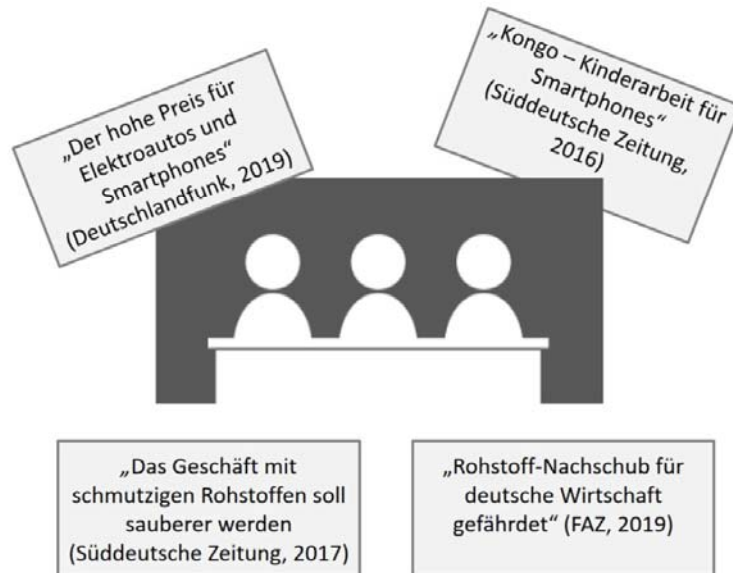 „Der hohe Preis für
Elektroautos und
Smartphones“
(Deutschlandfunk, 2019)
„Kongo – Kinderarbeit für
Smartphones“
(Süddeutsche Zeitung,
2016)
„Das Geschäft mit
schmutzigen Rohstoffen soll
sauberer werden
(Süddeutsche Zeitung, 2017)
„Rohstoff-Nachschub für
deutsche Wirtschaft
gefährdet“ (FAZ, 2019)